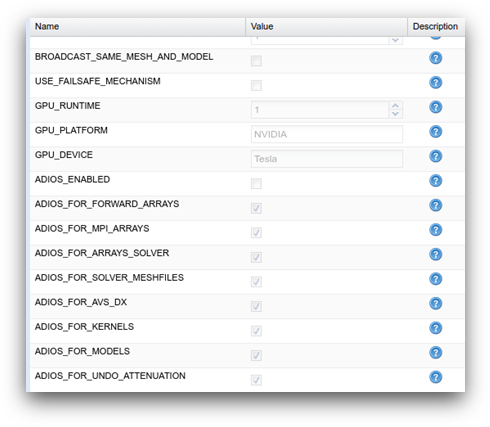 Name Value Description
BROADCAST_SAME_MESH_AND_MODEL
USE_FAILSAFE_MECHANISM
GPU_RUNTIME 1
GPU_PLATFORM NVIDIA
GPU_DEVICE Tesla
ADIOS_ENABLED
ADIOS_FOR_FORWARD_ARRAYS
ADIOS_FOR_MPI_ARRAYS
ADIOS_FOR_ARRAYS_SOLVER
ADIOS_FOR_SOLVER_MESHFILES
ADIOS_FOR_AVS_DX
ADIOS_FOR_KERNELS
ADIOS_FOR_MODELS
ADIOS_FOR_UNDO_ATTENUATION